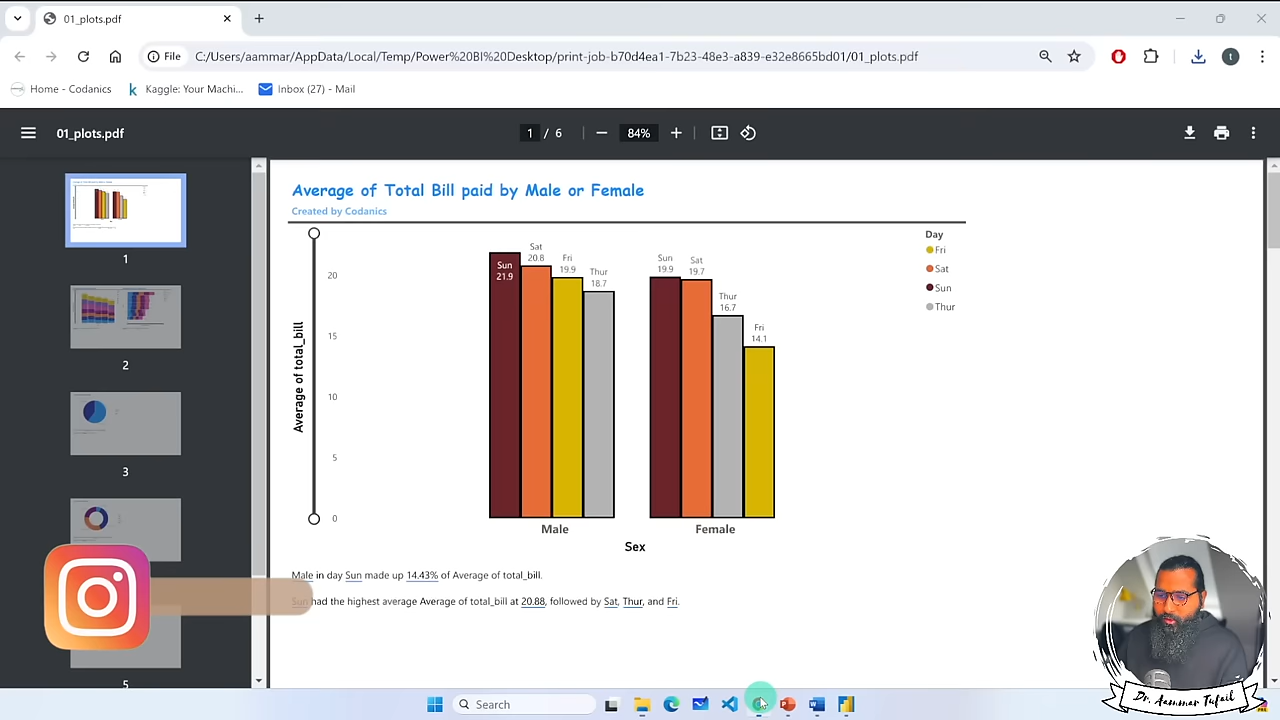 01_plots.pdf
File
C:/Users/aammar/AppData/Local/Temp/Power%20BI%20Desktop/print-job-b70d4ea1-7b23-48e3-a839-e32e8665bd01/01_plots.pdf
t
Home - Codanics
Kaggle: Your Machi...
Inbox (27) - Mail
01_plots.pdf
1 / 6
84%
1
2
3
5
Average of Total Bill paid by Male or Female
Created by Codanics
Day
Fri
Sat
Sun
Thur
Average of total_bill
20
15
10
5
0
Sun
21.9
Sat
20.8
Fri
19.9
Thur
18.7
Sun
19.9
Sat
19.7
Thur
16.7
Fri
14.1
Male
Female
Sex
Male in day Sun made up 14.43% of Average of total_bill.
Sun had the highest average Average of total_bill at 20.88, followed by Sat, Thur, and Fri.
Search
Dr. Aammar Tufail